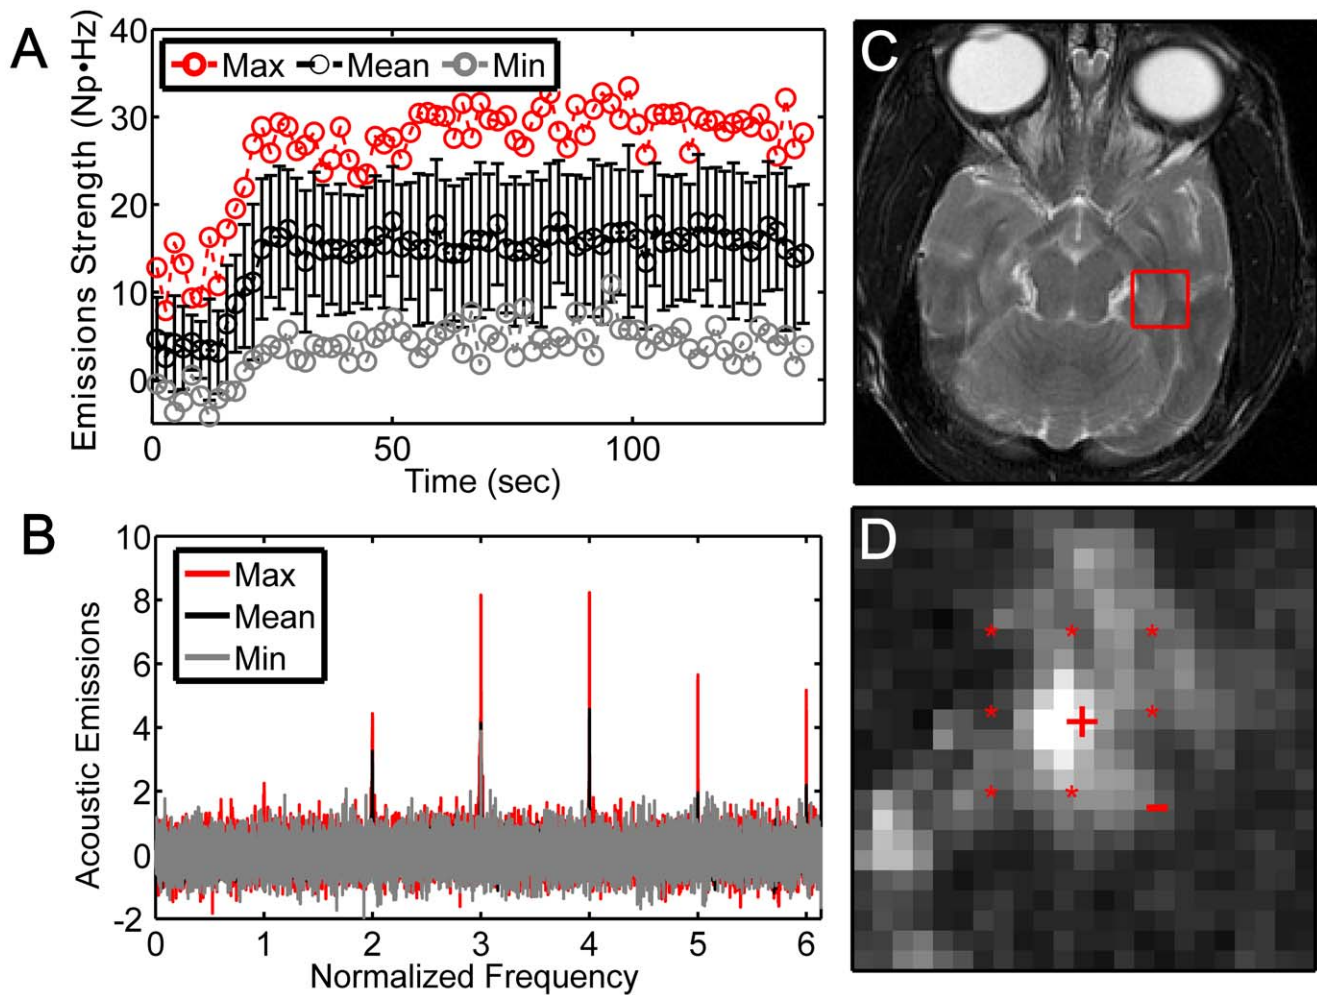 A
Emissions Strength (Np•Hz)
40
30
20
10
0
Max
Mean
Min
0
50
100
Time (sec)
C
B
Acoustic Emissions
10
8
6
4
2
0
-2
Max
Mean
Min
0
1
2
3
4
5
6
Normalized Frequency
D
* * *
* + *
* * -